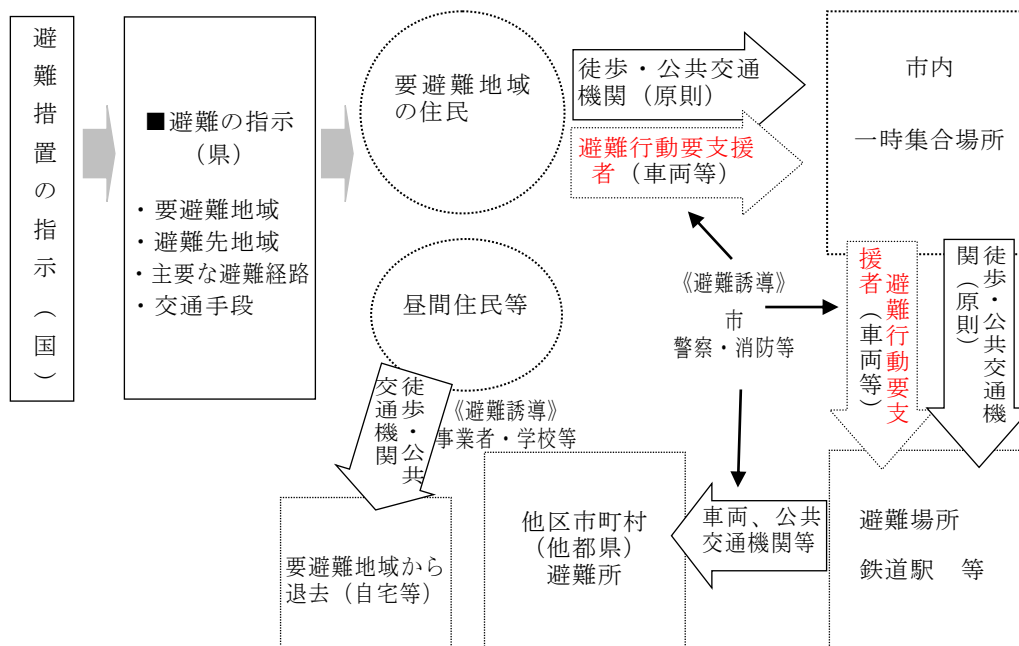 避難措置の指示（国）
■避難の指示
（県）
・要避難地域
・避難先地域
・主要な避難経路
・交通手段
要避難地域
の住民
徒歩・公共交通
機関（原則）
避難行動要支援
者（車両等）
市内
一時集合場所
昼間住民等
《避難誘導》
市
警察・消防等
避難行動要支
援者（車両等）
徒歩・公共交通機
関（原則）
徒歩・公共
交通機関
《避難誘導》
事業者・学校等
要避難地域から
退去（自宅等）
他区市町村
（他都県）
避難所
車両、公共
交通機関等
避難場所
鉄道駅　等